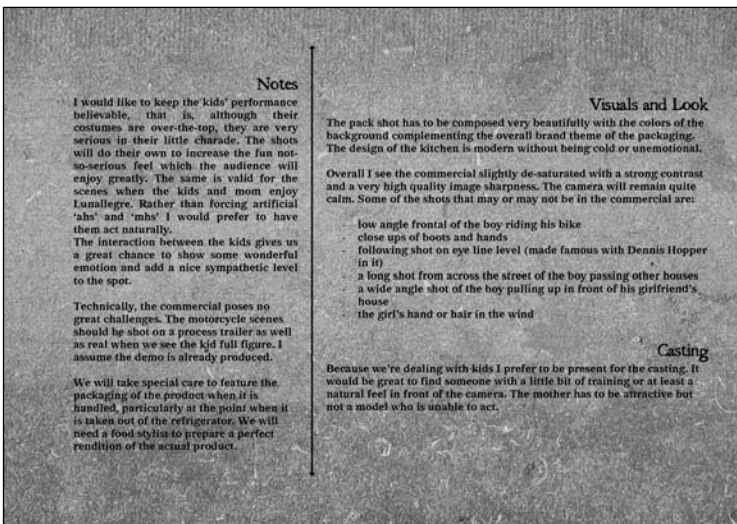 Notes
I would like to keep the kids' performance
believable, that is, although their
costumes are over-the-top, they are very
serious in their little charade. The shots
will do their own to increase the fun not-
so-serious feel which the audience will
enjoy greatly. The same is valid for the
scenes when the kids and mom enjoy
Lunallegre. Rather than forcing artificial
'ahs' and 'mhs' I would prefer to have
them act naturally.
The interaction between the kids gives us
a great chance to show some wonderful
emotion and add a nice sympathetic level
to the spot.
Technically, the commercial poses no
great challenges. The motorcycle scenes
should be shot on a process trailer as well
as real when we see the kid full figure. I
assume the demo is already produced.
We will take special care to feature the
packaging of the product when it is
handled, particularly at the point when it
is taken out of the refrigerator. We will
need a food stylist to prepare a perfect
rendition of the actual product.
Visuals and Look
The pack shot has to be composed very beautifully with the colors of the
background complementing the overall brand theme of the packaging.
The design of the kitchen is modern without being cold or unemotional.
Overall I see the commercial slightly de-saturated with a strong contrast
and a very high quality image sharpness. The camera will remain quite
calm. Some of the shots that may or may not be in the commercial are:
- low angle frontal of the boy riding his bike
- close ups of boots and hands
- following shot on eye line level (made famous with Dennis Hopper
in it)
- a long shot from across the street of the boy passing other houses
- a wide angle shot of the boy pulling up in front of his girlfriend's
house
- the girl's hand or hair in the wind
Casting
Because we're dealing with kids I prefer to be present for the casting. It
would be great to find someone with a little bit of training or at least a
natural feel in front of the camera. The mother has to be attractive but
not a model who is unable to act.